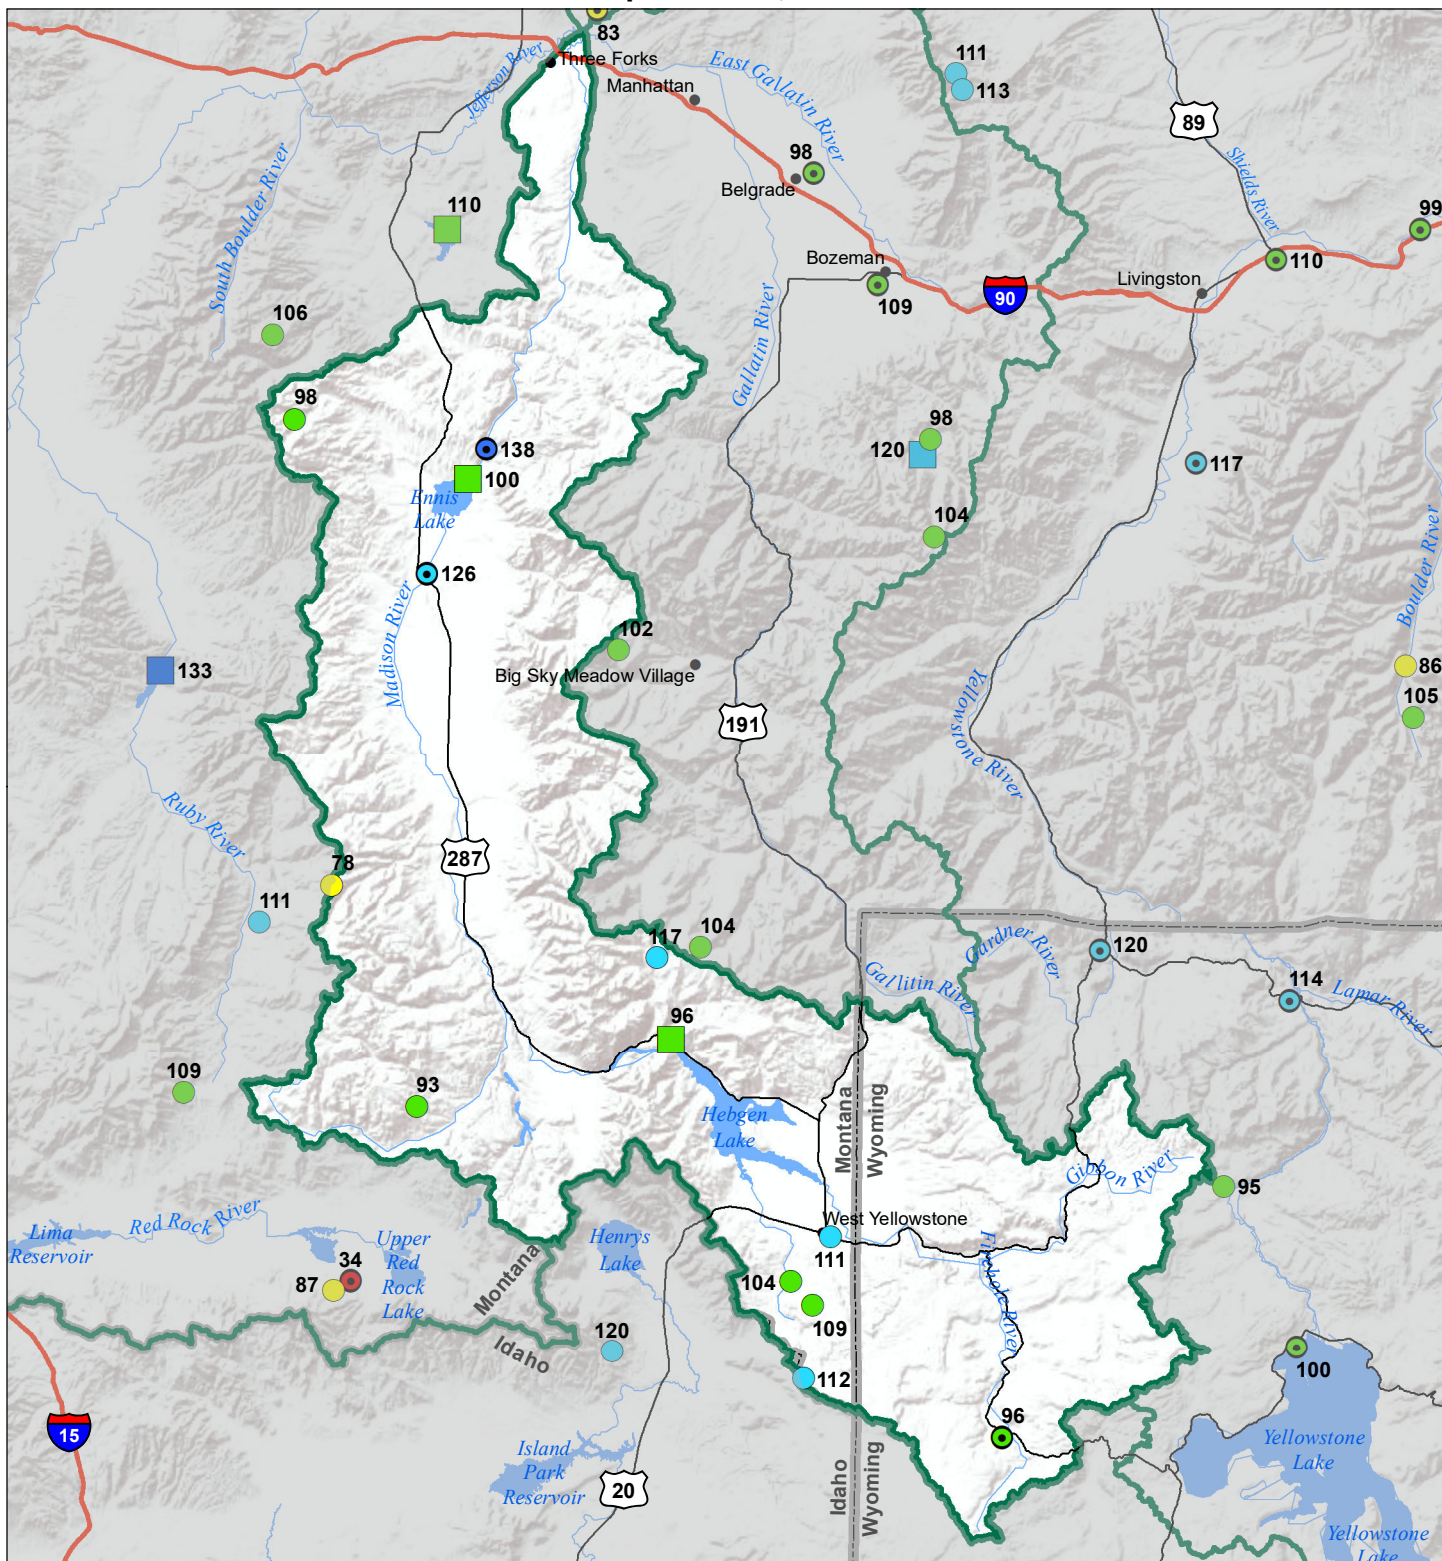 83
Three Forks
Jefferson River
Manhattan
East Gallatin River
111
113
89
Shields River
98
Belgrade
South Boulder River
110
99
Bozeman
109
90
Livingston
110
Gallatin River
106
98
138
100
Ennis
Lake
98
120
117
104
126
Madison River
Boulder River
102
Big Sky Meadow Village
133
86
105
191
Yellowstone River
Ruby River
287
78
111
117
104
Gallitin River
Gardner River
120
114
Lamar River
96
109
93
Hebgen
Lake
Montana
Wyoming
Gibbon River
95
West Yellowstone
111
Lima
Reservoir
Red Rock River
Upper
Red
Rock
Lake
34
87
Montana
Idaho
Henrys
Lake
104
109
Firehole River
120
112
100
96
15
Island
Park
Reservoir
20
Idaho
Wyoming
Yellowstone
Lake
Yellowstone
Lake